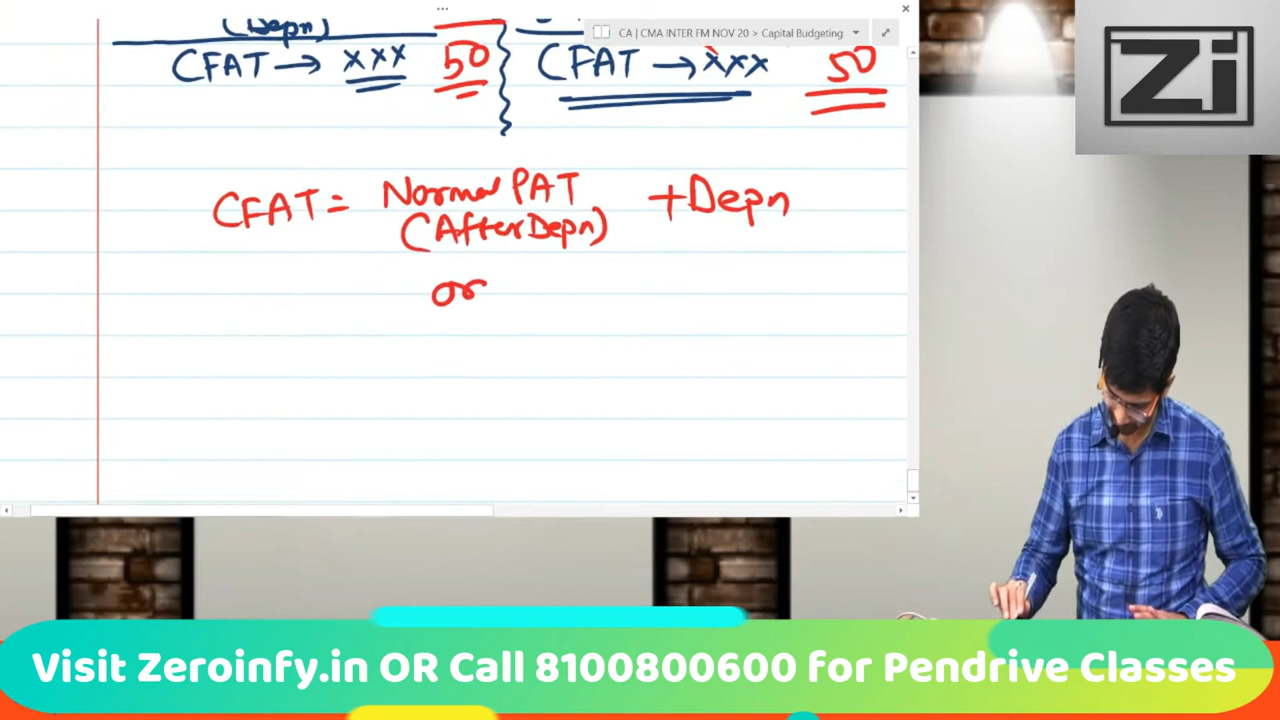 (Depn)
CA | CMA INTER FM NOV 20 > Capital Budgeting
CFAT → xxx 50
CFAT → xxx 50
CFAT = Normal PAT + Depn
(After Depn)
or
Zi
Visit Zeroinfy.in OR Call 8100800600 for Pendrive Classes